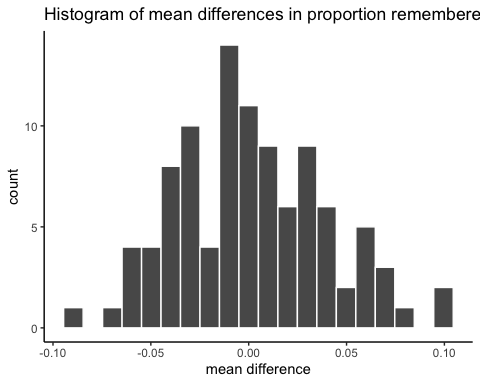 Histogram of mean differences in proportion remembere
count
10
5
0
-0.10 -0.05 0.00 0.05 0.10
mean difference